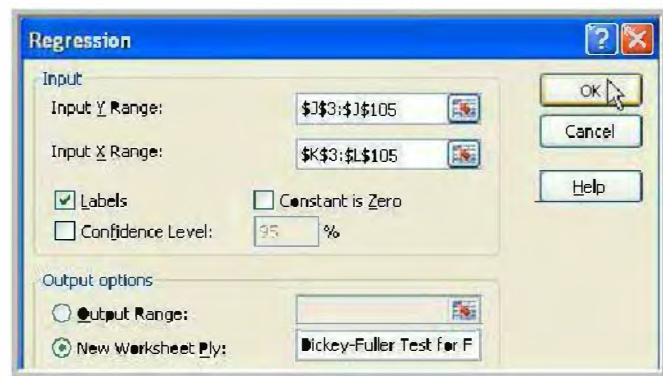 Regression
Input
Input Y Range: $J$3:$J$105
OK
Cancel
Input X Range: $K$3:$L$105
Help
Labels Constant is Zero
Confidence Level: 95 %
Output options
Output Range:
New Worksheet Ply: Dickey-Fuller Test for F